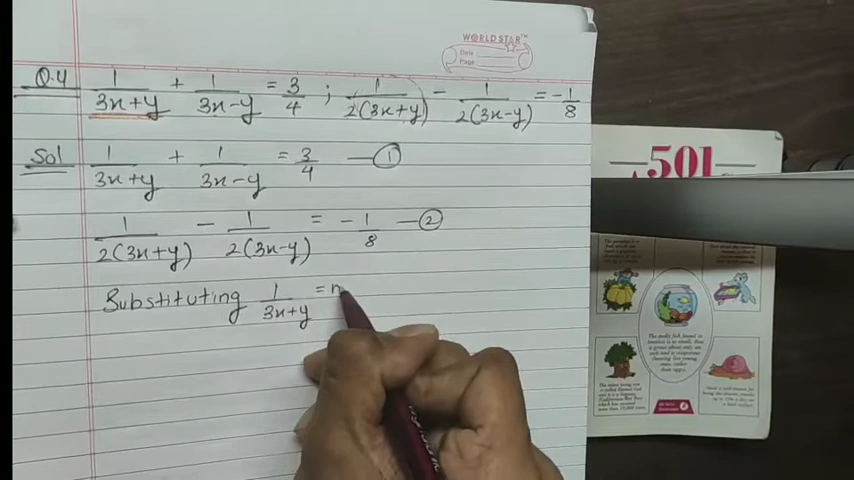 WORLD STAR™
Date
Page
Q.4 1/(3x+y) + 1/(3x-y) = 3/4 ; 1/2(3x+y) - 1/2(3x-y) = -1/8
Sol 1/(3x+y) + 1/(3x-y) = 3/4 —①
1/2(3x+y) - 1/2(3x-y) = -1/8 —②
Substituting 1/(3x+y) = m
501